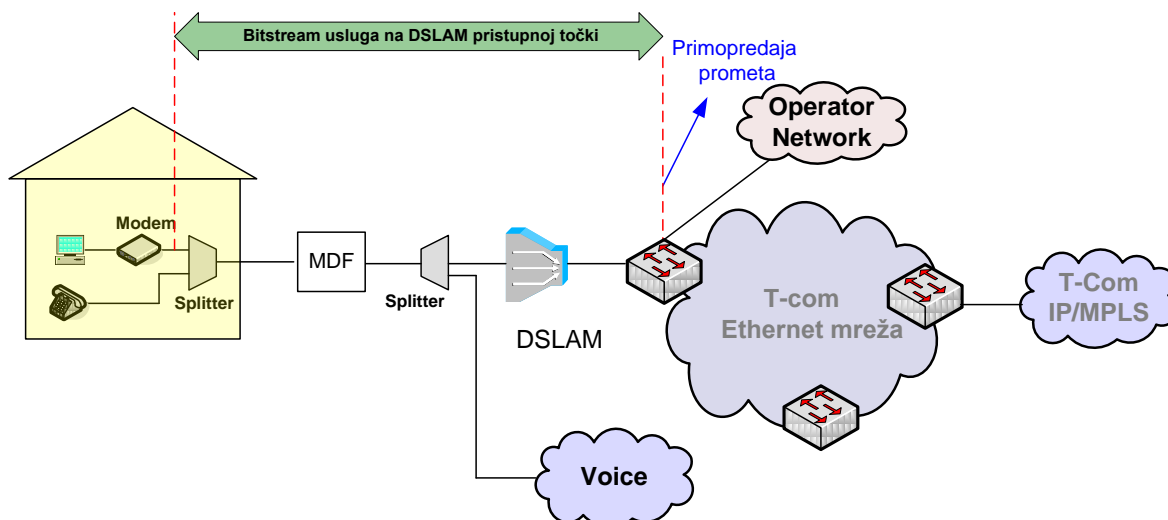 Bitstream usluga na DSLAM pristupnoj točki
Primopredaja
prometa
Operator
Network
Modem
Splitter
MDF
Splitter
DSLAM
T-com
Ethernet mreža
T-Com
IP/MPLS
Voice